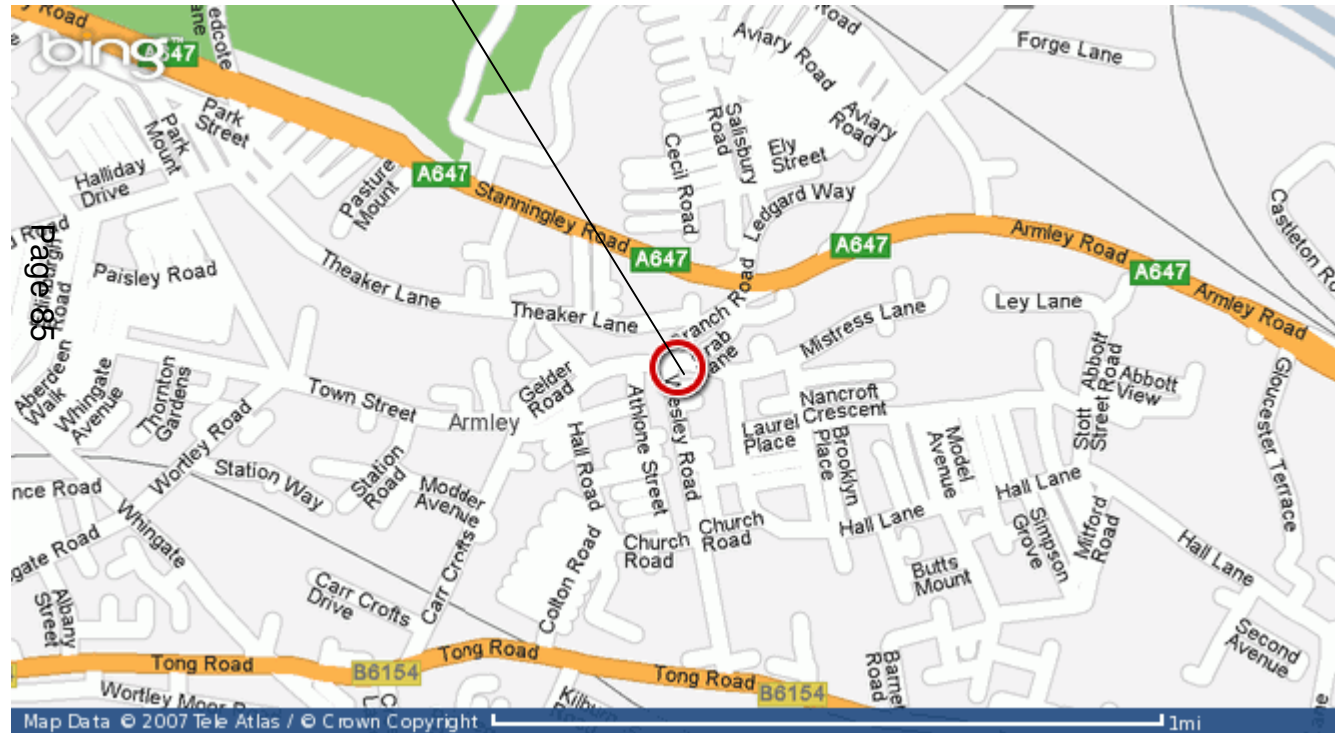 Road
Road
bing
A647
Park
Street
Park
Mount
Halliday
Drive
Pasture
Mount
A647
Stanningley Road
A647
Cecil Road
Salisbury
Road
Aviary Road
Aviary
Road
Ely
Street
Ledgard Way
Forge Lane
A647
Armley Road
A647
Armley Road
Castleton
Page 85
Road
Paisley Road
Theaker Lane
Theaker Lane
Branch Road
Mistress Lane
Ley Lane
Abbott
Road
Abbott
View
Stott
Street
Gloucester Terrace
Aberdeen
Walk
Whingate
Avenue
Thornton
Gardens
Town Street
Armley
Gelder
Road
Athlone Street
Wesley Road
Hall Road
Nancroft
Crescent
Laurel
Place
Brooklyn
Place
Model
Avenue
Hall Lane
Hall Lane
Hall Lane
Wortley Road
Station Way
Station
Road
Modder
Avenue
Church
Road
Church
Road
Simpson
Grove
Mitford
Road
Butts
Mount
Whingate
Road
Albany
Street
Carr Crofts
Drive
Carr Crofts
Colton Road
Second
Avenue
Tong Road
B6154
Tong Road
Tong Road
B6154
Map Data © 2007 Tele Atlas / © Crown Copyright
1mi